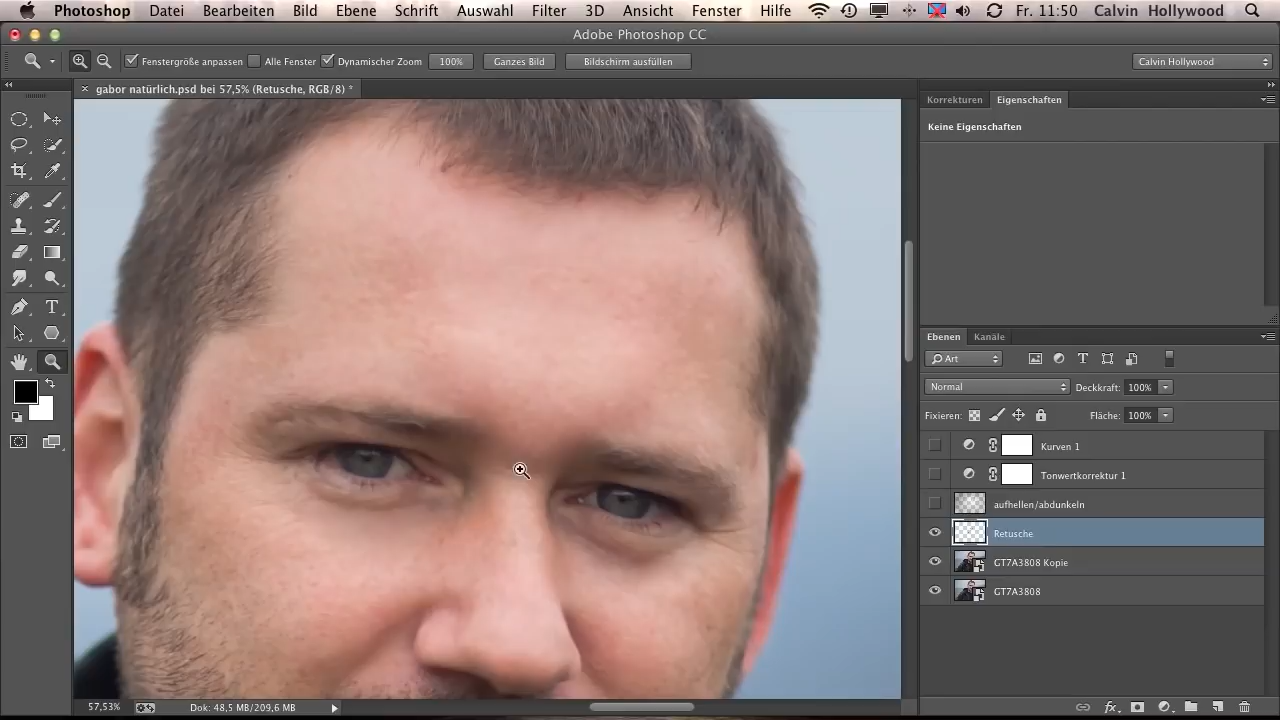 Photoshop Datei Bearbeiten Bild Ebene Schrift Auswahl Filter 3D Ansicht Fenster Hilfe Fr. 11:50 Calvin Hollywood
Adobe Photoshop CC
Fenstergröße anpassen Alle Fenster Dynamischer Zoom 100% Ganzes Bild Bildschirm ausfüllen Calvin Hollywood
gabor natürlich.psd bei 57,5% (Retusche, RGB/8) *
Korrekturen Eigenschaften
Keine Eigenschaften
Ebenen Kanäle
Art
Normal Deckkraft: 100%
Fixieren: Fläche: 100%
Kurven 1
Tonwertkorrektur 1
aufhellen/abdunkeln
Retusche
GT7A3808 Kopie
GT7A3808
57,53% Dok: 48,5 MB/209,6 MB